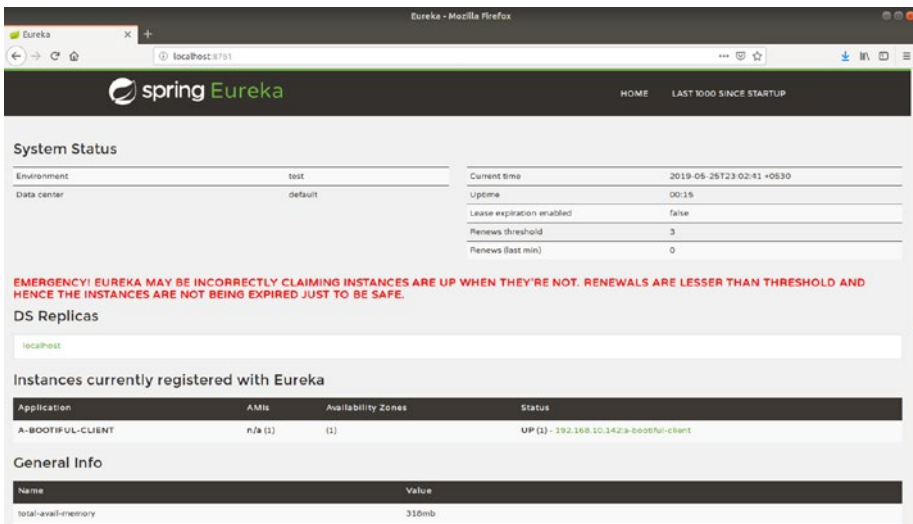 Eureka - Mozilla Firefox
Eureka
localhost:8761
spring Eureka
HOME LAST 1000 SINCE STARTUP
System Status
Environment test
Data center default
Current time 2019-05-25T23:02:41 +0530
Uptime 00:15
Lease expiration enabled false
Renews threshold 3
Renews (last min) 0
EMERGENCY! EUREKA MAY BE INCORRECTLY CLAIMING INSTANCES ARE UP WHEN THEY'RE NOT. RENEWALS ARE LESSER THAN THRESHOLD AND
HENCE THE INSTANCES ARE NOT BEING EXPIRED JUST TO BE SAFE.
DS Replicas
localhost
Instances currently registered with Eureka
Application AMIs Availability Zones Status
A-BOOTIFUL-CLIENT n/a (1) (1) UP (1) - 192.168.10.142:a-bootiful-client
General Info
Name Value
total-avail-memory 318mb